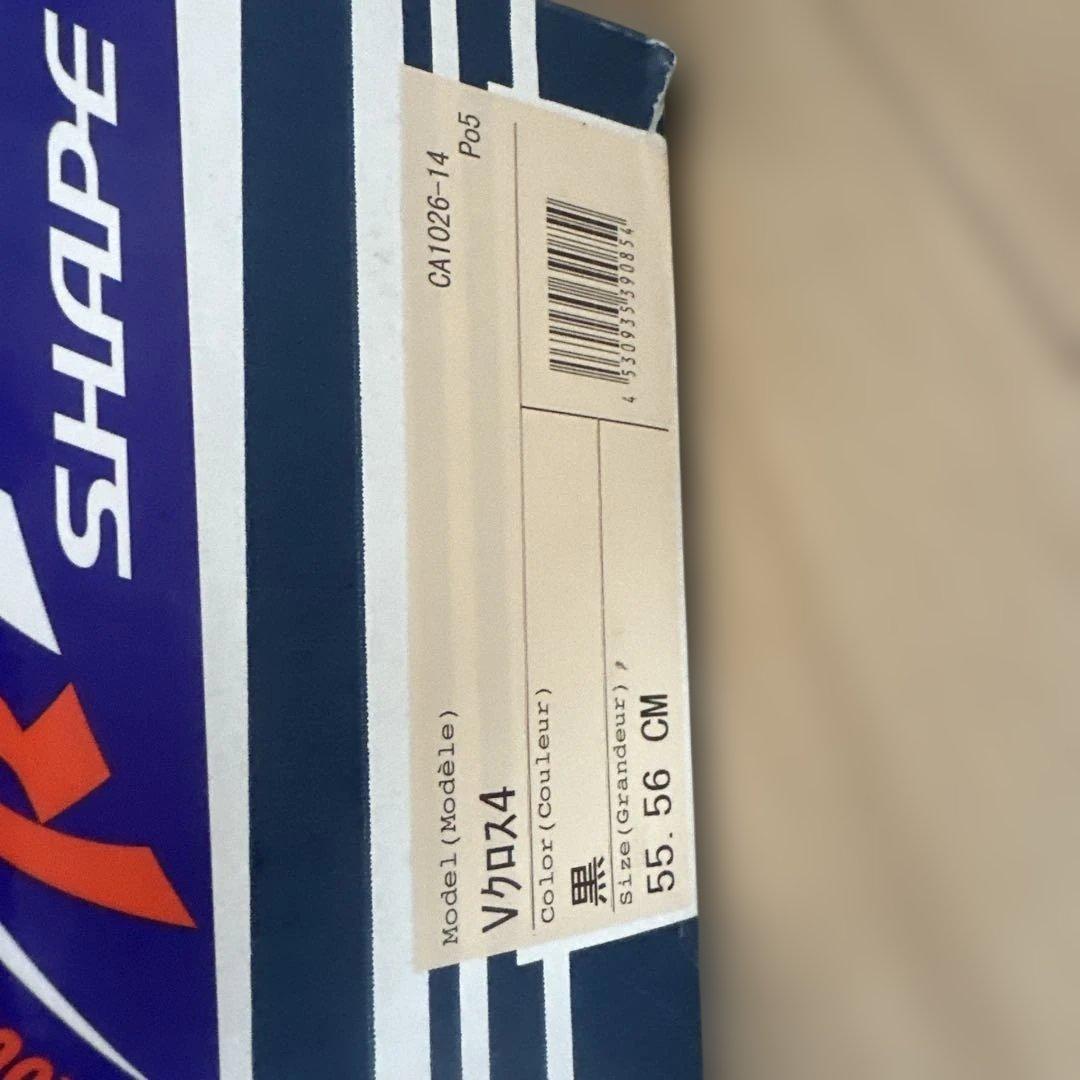 SHAPE
CA1026-14
Po5
Model(Modèle)
Vクロス4
Color(Couleur)
黒
Size(Grandeur)
55.56 CM
4 530935 390854